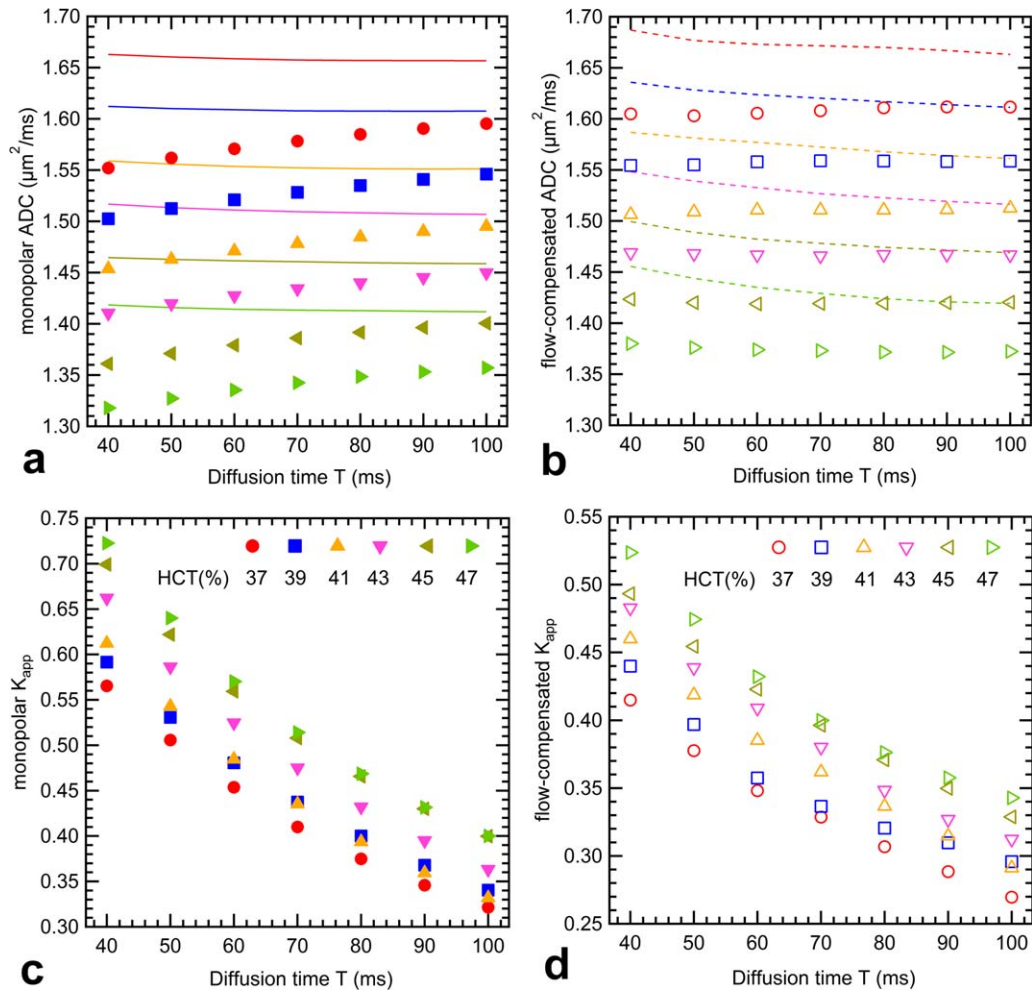 1.70
1.65
1.60
1.55
1.50
1.45
1.40
1.35
1.30
monopolar ADC (µm²/ms)
40 50 60 70 80 90 100
Diffusion time T (ms)
a
1.70
1.65
1.60
1.55
1.50
1.45
1.40
1.35
1.30
flow-compensated ADC (µm²/ms)
40 50 60 70 80 90 100
Diffusion time T (ms)
b
0.75
0.70
0.65
0.60
0.55
0.50
0.45
0.40
0.35
0.30
monopolar Kapp
HCT(%) 37 39 41 43 45 47
40 50 60 70 80 90 100
Diffusion time T (ms)
c
0.55
0.50
0.45
0.40
0.35
0.30
0.25
flow-compensated Kapp
HCT(%) 37 39 41 43 45 47
40 50 60 70 80 90 100
Diffusion time T (ms)
d